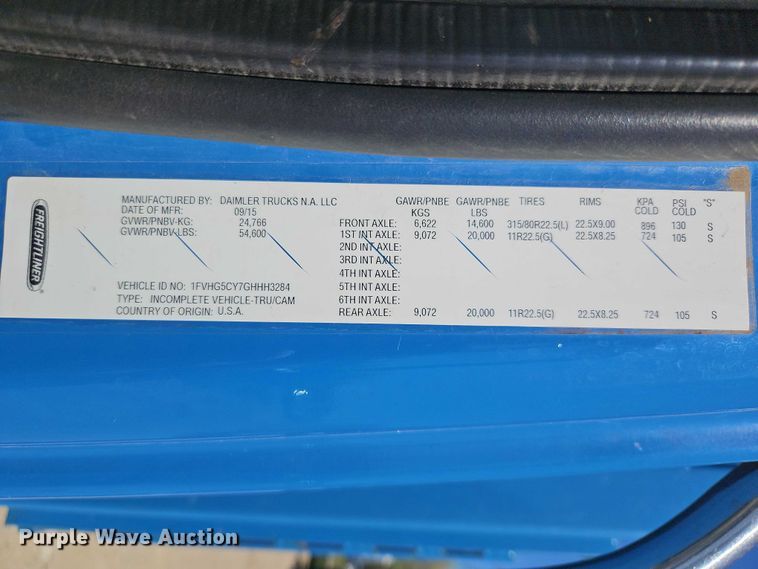 FREIGHTLINER
MANUFACTURED BY: DAIMLER TRUCKS N.A. LLC
DATE OF MFR: 09/15
GVWR/PNBV-KG: 24,766
GVWR/PNBV-LBS: 54,600
VEHICLE ID NO: 1FVHG5CY7GHHH3284
TYPE: INCOMPLETE VEHICLE-TRU/CAM
COUNTRY OF ORIGIN: U.S.A.
GAWR/PNBE KGS GAWR/PNBE LBS TIRES RIMS KPA COLD PSI COLD "S"
FRONT AXLE: 6,622 14,600 315/80R22.5(L) 22.5X9.00 896 130 S
1ST INT AXLE: 9,072 20,000 11R22.5(G) 22.5X8.25 724 105 S
2ND INT AXLE:
3RD INT AXLE:
4TH INT AXLE:
5TH INT AXLE:
6TH INT AXLE:
REAR AXLE: 9,072 20,000 11R22.5(G) 22.5X8.25 724 105 S
Purple Wave Auction